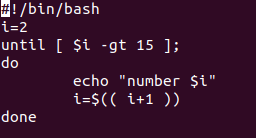 #!/bin/bash
i=2
until [ $i -gt 15 ];
do
        echo "number $i"
        i=$(( i+1 ))
done